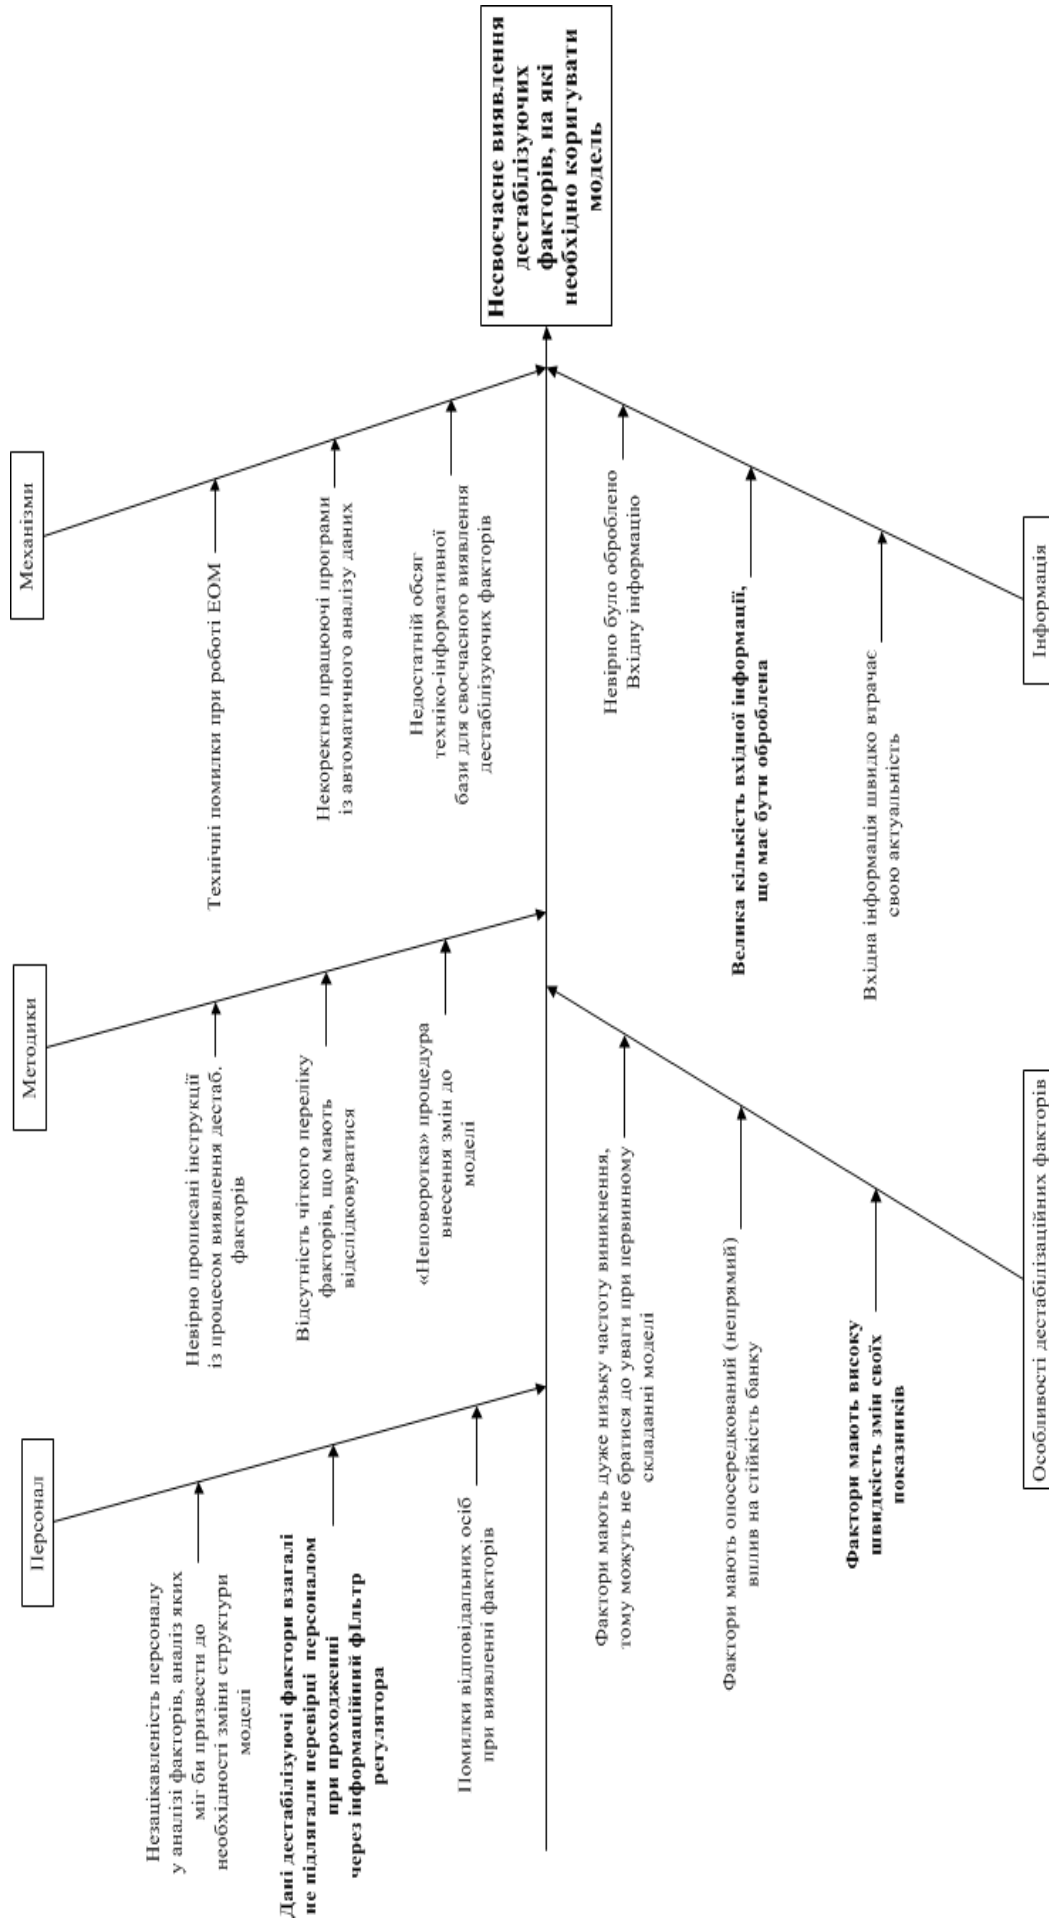 Персонал
Незацікавленість персоналу
у аналізі факторів, аналіз яких
міг би призвести до
необхідності зміни структури
моделі
Дані дестабілізуючі фактори взагалі
не підлягали перевірці персоналом
при проходженні
через інформаційний фільтр
регулятора
Помилки відповідальних осіб
при виявленні факторів
Методики
Невірно прописані інструкції
із процесом виявлення дестаб.
факторів
Відсутність чіткого переліку
факторів, що мають
відслідковуватися
«Неповоротка» процедура
внесення змін до
моделі
Механізми
Технічні помилки при роботі ЕОМ
Некоректно працюючі програми
із автоматичного аналізу даних
Недостатній обсяг
техніко-інформативної
бази для своєчасного виявлення
дестабілізуючих факторів
Несвоєчасне виявлення
дестабілізуючих
факторів, на які
необхідно коригувати
модель
Фактори мають дуже низьку частоту виникнення,
тому можуть не братися до уваги при первинному
складанні моделі
Фактори мають опосередкований (непрямий)
вплив на стійкість банку
Фактори мають високу
швидкість змін своїх
показників
Особливості дестабілізаційних факторів
Невірно було оброблено
Вхідну інформацію
Велика кількість вхідної інформації,
що має бути оброблена
Вхідна інформація швидко втрачає
свою актуальність
Інформація